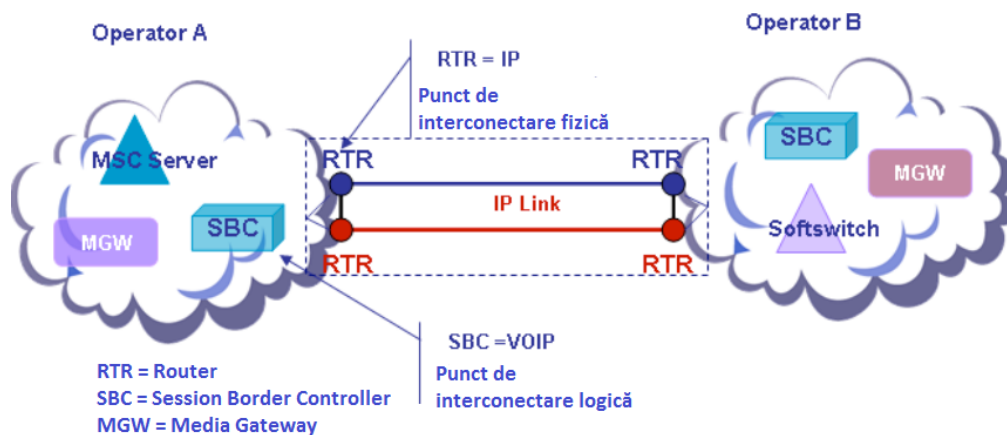 Operator A
Operator B
RTR = IP
Punct de
interconectare fizică
MSC Server
SBC
RTR
RTR
MGW
IP Link
MGW
SBC
Softswitch
RTR
RTR
SBC =VOIP
Punct de
interconectare logică
RTR = Router
SBC = Session Border Controller
MGW = Media Gateway